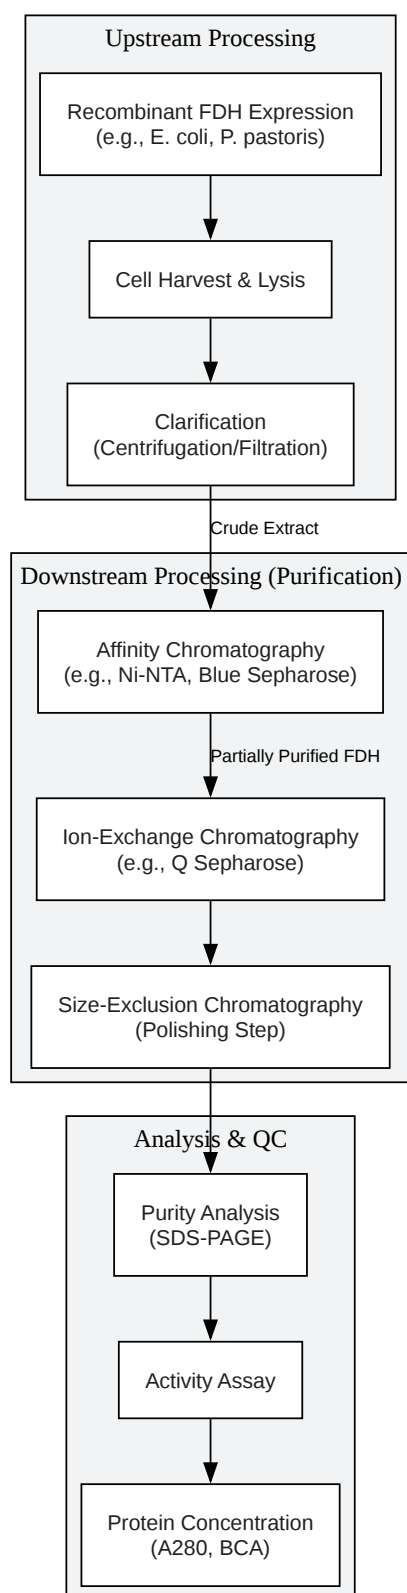 Upstream Processing
Recombinant FDH Expression
(e.g., E. coli, P. pastoris)
Cell Harvest & Lysis
Clarification
(Centrifugation/Filtration)
Crude Extract
Downstream Processing (Purification)
Affinity Chromatography
(e.g., Ni-NTA, Blue Sepharose)
Partially Purified FDH
Ion-Exchange Chromatography
(e.g., Q Sepharose)
Size-Exclusion Chromatography
(Polishing Step)
Analysis & QC
Purity Analysis
(SDS-PAGE)
Activity Assay
Protein Concentration
(A280, BCA)